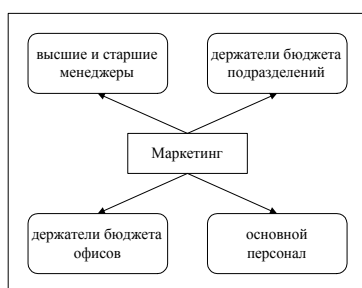 высшие и старшие
менеджеры
держатели бюджета
подразделений
Маркетинг
держатели бюджета
офисов
основной
персонал